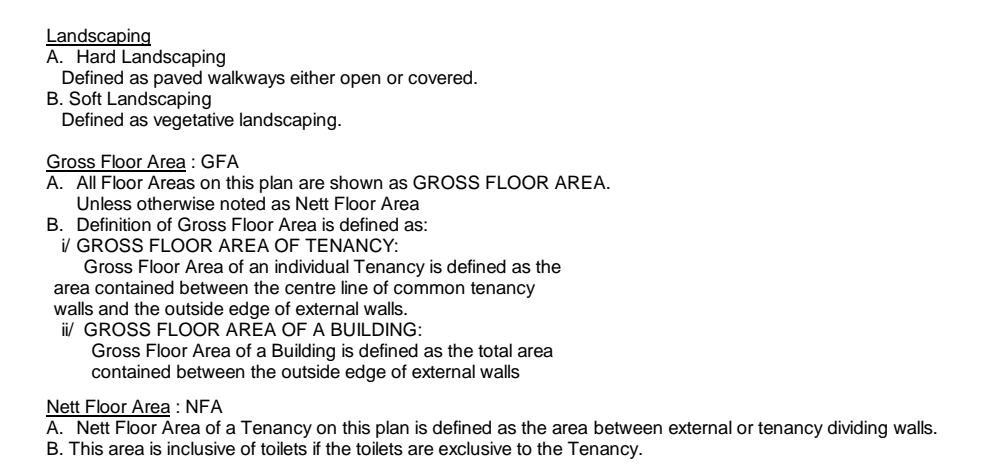 Landscaping
A. Hard Landscaping
Defined as paved walkways either open or covered.
B. Soft Landscaping
Defined as vegetative landscaping.
Gross Floor Area : GFA
A. All Floor Areas on this plan are shown as GROSS FLOOR AREA.
Unless otherwise noted as Nett Floor Area
B. Definition of Gross Floor Area is defined as:
i/ GROSS FLOOR AREA OF TENANCY:
Gross Floor Area of an individual Tenancy is defined as the
area contained between the centre line of common tenancy
walls and the outside edge of external walls.
ii/ GROSS FLOOR AREA OF A BUILDING:
Gross Floor Area of a Building is defined as the total area
contained between the outside edge of external walls
Nett Floor Area : NFA
A. Nett Floor Area of a Tenancy on this plan is defined as the area between external or tenancy dividing walls.
B. This area is inclusive of toilets if the toilets are exclusive to the Tenancy.